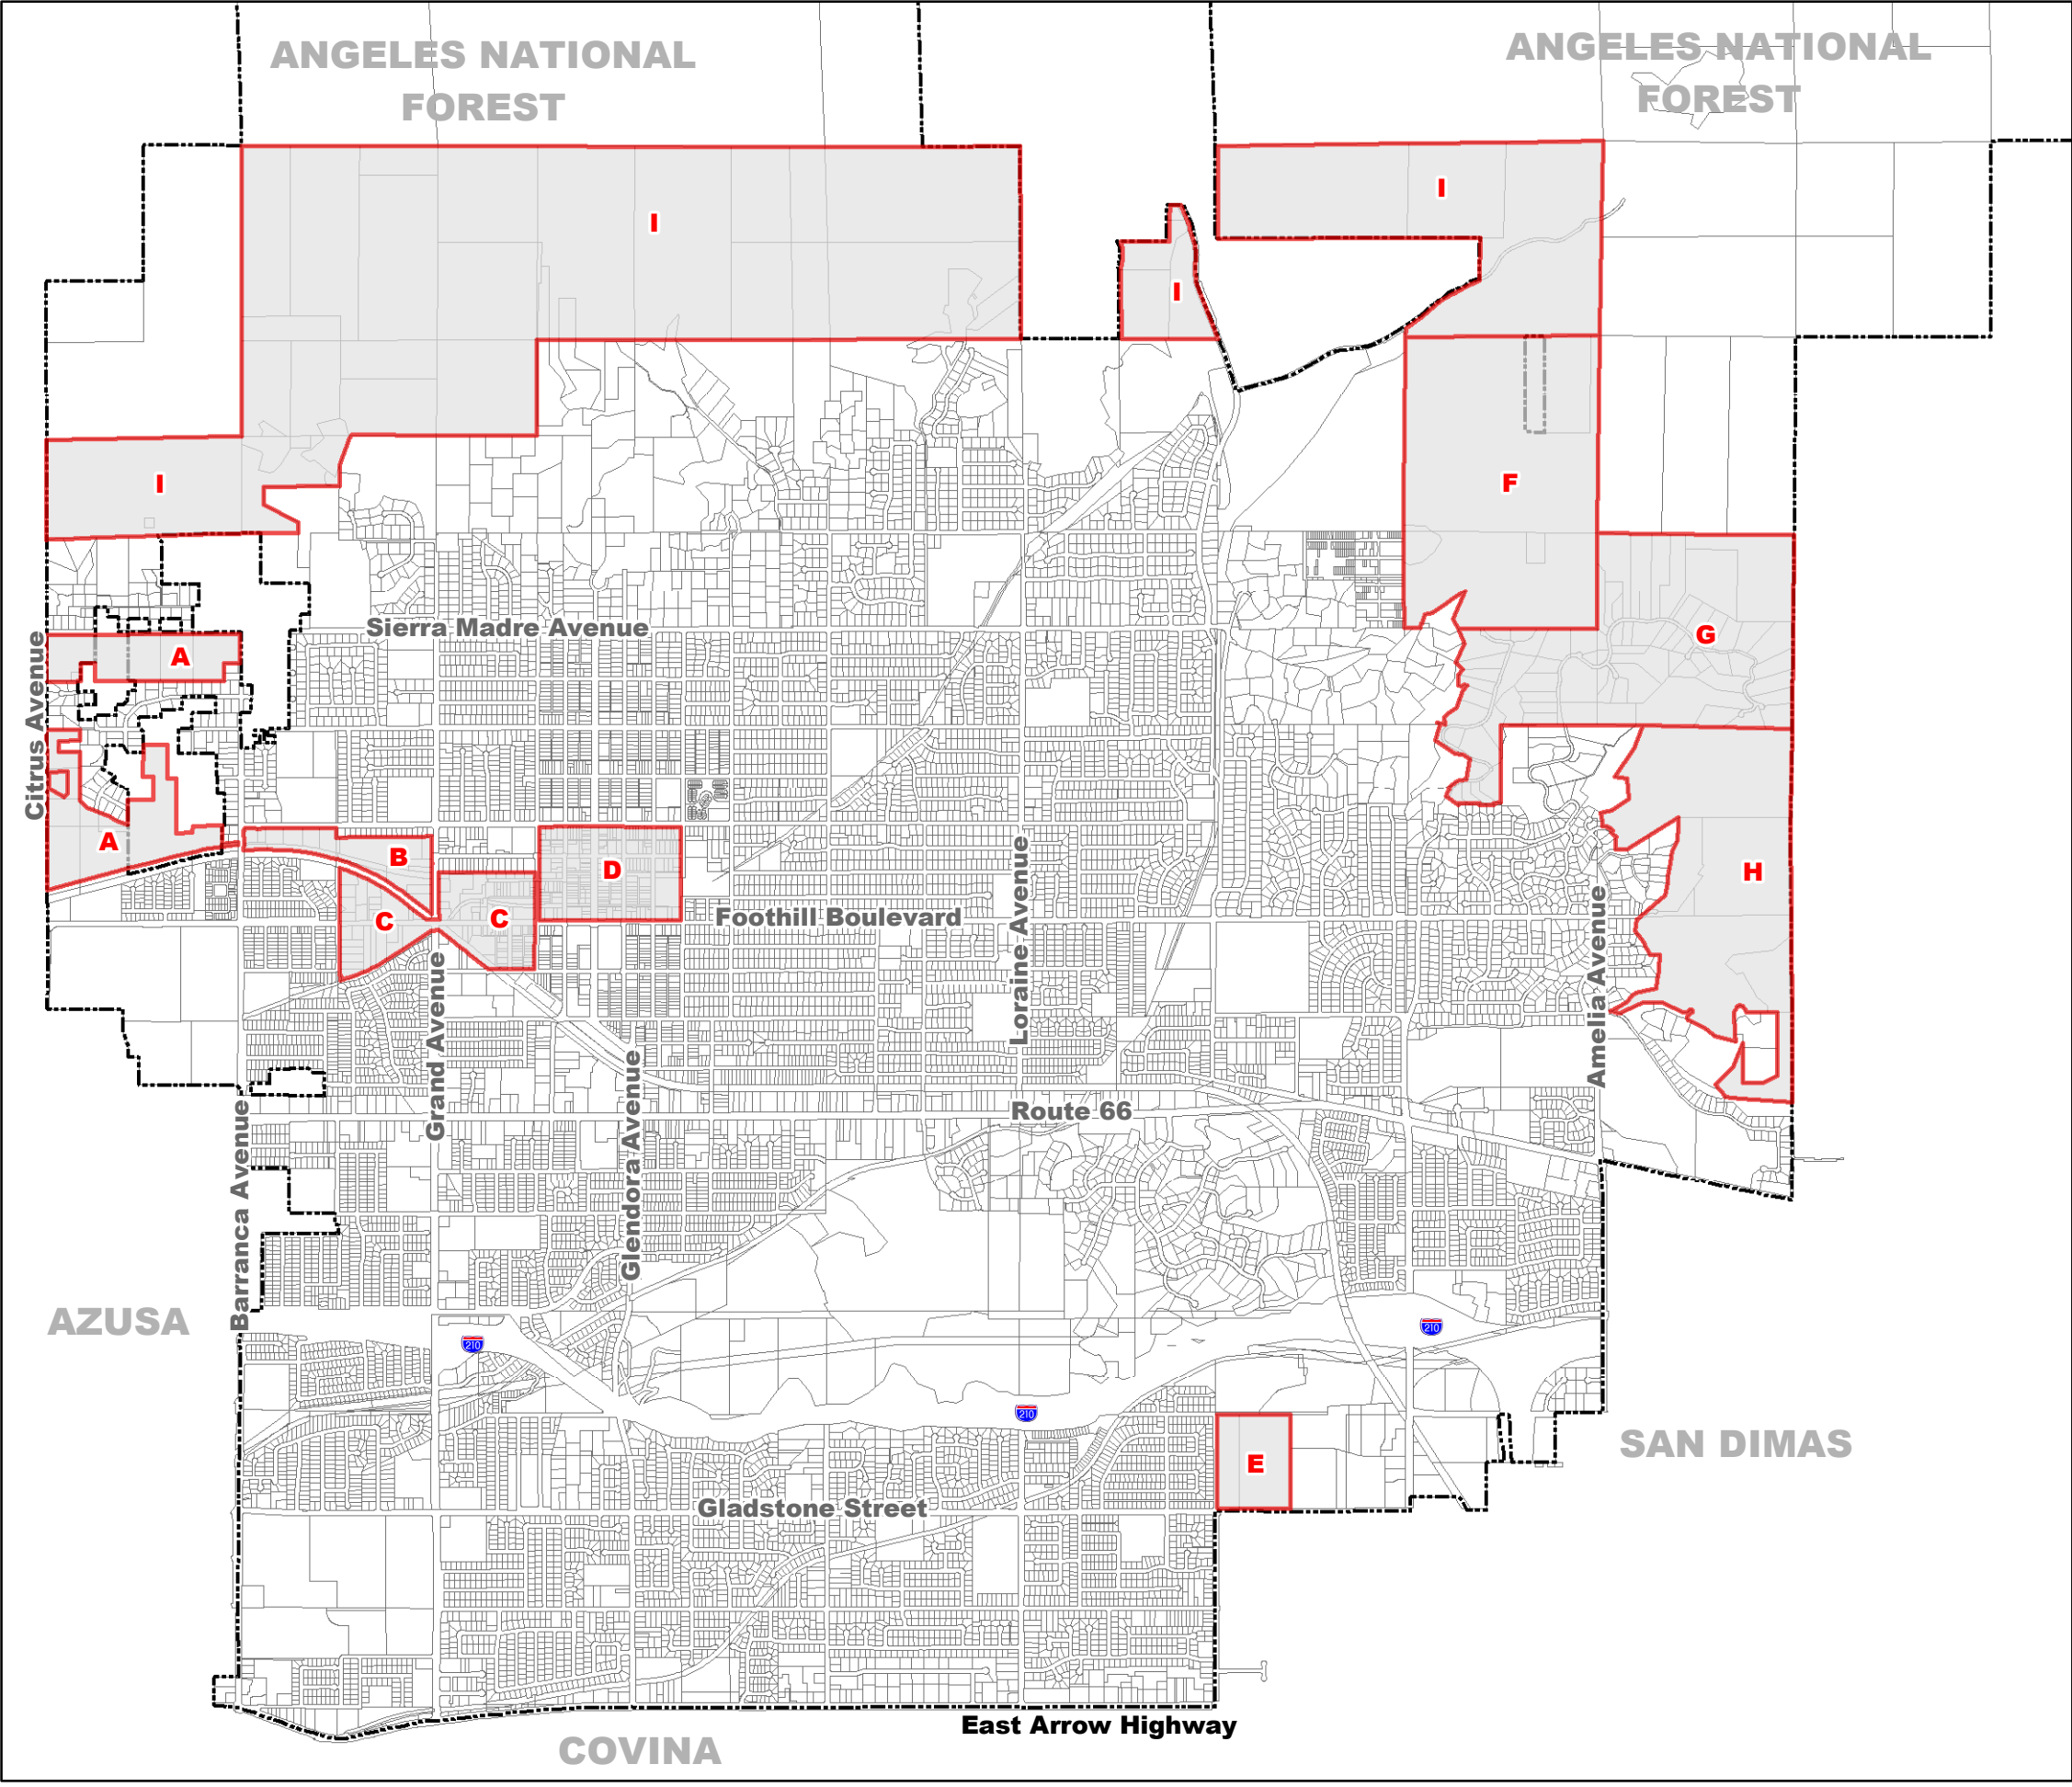 ANGELES NATIONAL
FOREST
ANGELES NATIONAL
FOREST
I
I
I
I
F
Sierra Madre Avenue
G
A
Citrus Avenue
A
B
D
H
C
C
Foothill Boulevard
Loraine Avenue
Amelia Avenue
Grand Avenue
Glendora Avenue
Route 66
Barranca Avenue
AZUSA
210
210
210
SAN DIMAS
E
Gladstone Street
East Arrow Highway
COVINA